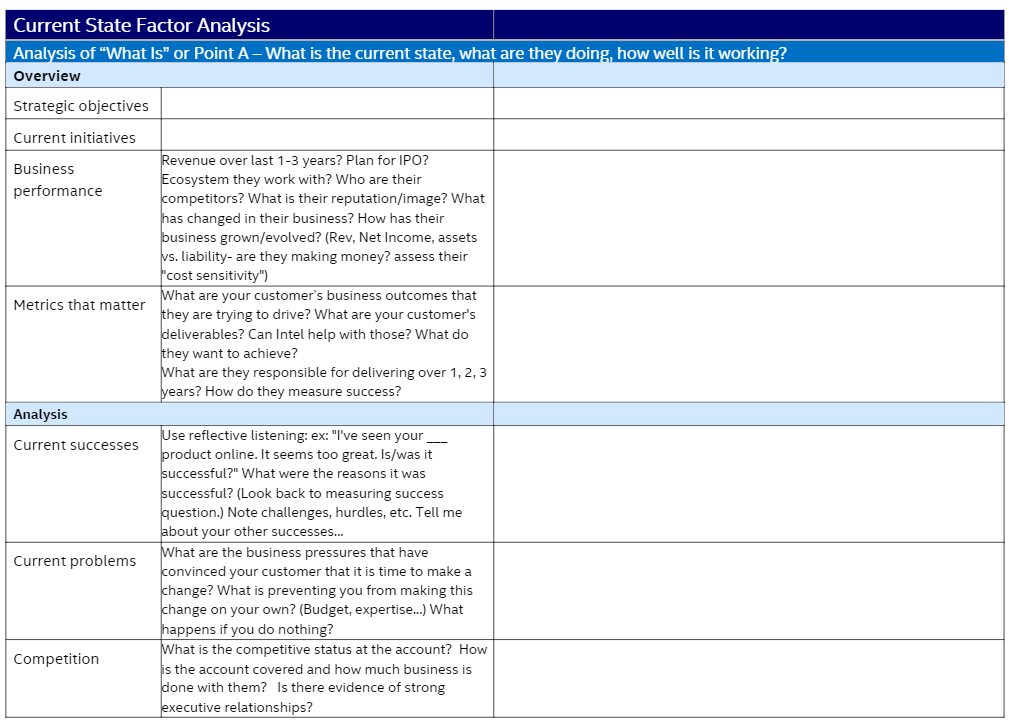 Current State Factor Analysis
Analysis of “What Is” or Point A – What is the current state, what are they doing, how well is it working?
Overview
Strategic objectives
Current initiatives
Business
performance
Revenue over last 1-3 years? Plan for IPO?
Ecosystem they work with? Who are their
competitors? What is their reputation/image? What
has changed in their business? How has their
business grown/evolved? (Rev, Net Income, assets
vs. liability- are they making money? assess their
"cost sensitivity")
Metrics that matter
What are your customer’s business outcomes that
they are trying to drive? What are your customer's
deliverables? Can Intel help with those? What do
they want to achieve?
What are they responsible for delivering over 1, 2, 3
years? How do they measure success?
Analysis
Current successes
Use reflective listening: ex: "I've seen your ___
product online. It seems too great. Is/was it
successful?" What were the reasons it was
successful? (Look back to measuring success
question.) Note challenges, hurdles, etc. Tell me
about your other successes...
Current problems
What are the business pressures that have
convinced your customer that it is time to make a
change? What is preventing you from making this
change on your own? (Budget, expertise...) What
happens if you do nothing?
Competition
What is the competitive status at the account?  How
is the account covered and how much business is
done with them?   Is there evidence of strong
executive relationships?